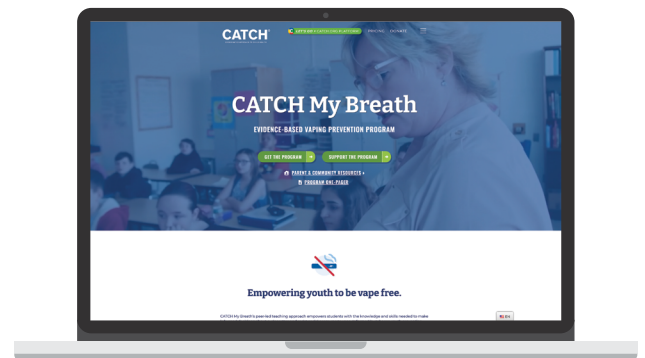 CATCH
LET'S GO
PRICING DONATE
CATCH My Breath
EVIDENCE-BASED VAPING PREVENTION PROGRAM
GET THE PROGRAM
SUPPORT THE PROGRAM
PARENT & COMMUNITY RESOURCES
PROGRAM ONE-PAGER
Empowering youth to be vape free.
CATCH My Breath's peer-led teaching approach empowers students with the knowledge and skills needed to make